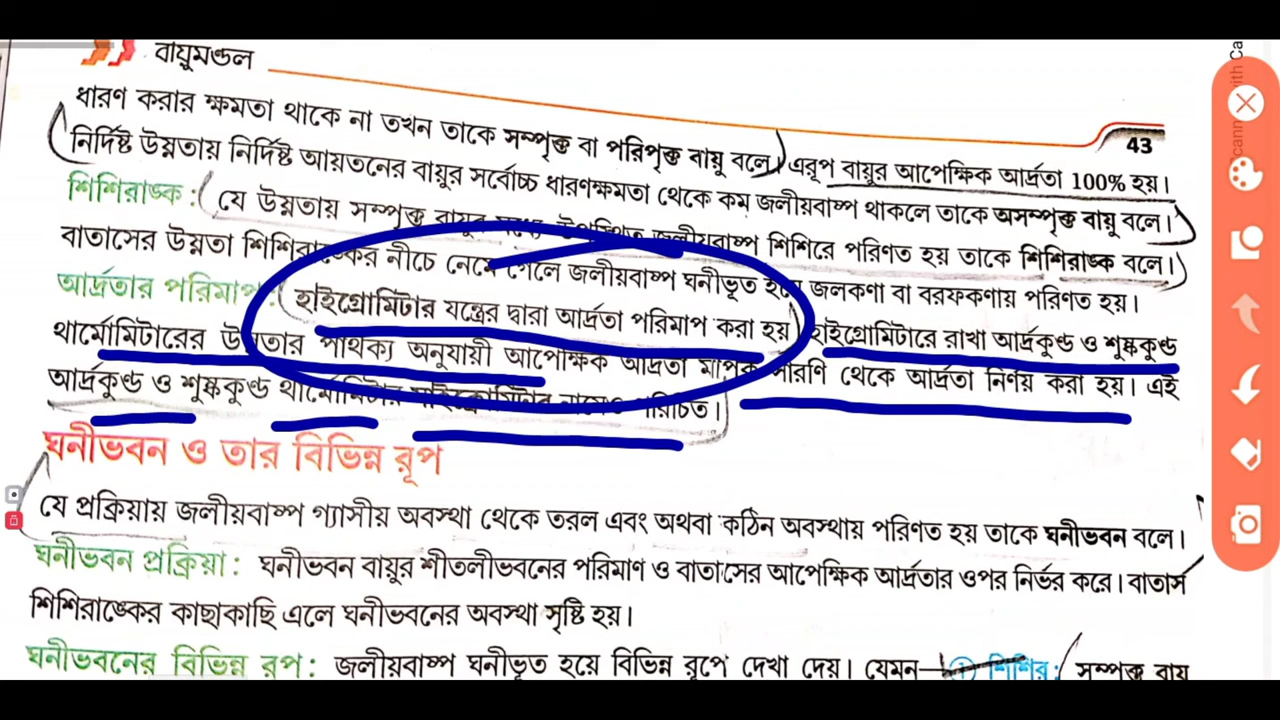 বায়ুমণ্ডল
43
ধারণ করার ক্ষমতা থাকে না তখন তাকে সম্পৃক্ত বা পরিপৃক্ত বায়ু বলে। এরূপ বায়ুর আপেক্ষিক আর্দ্রতা 100% হয়।
নির্দিষ্ট উষ্ণতায় নির্দিষ্ট আয়তনের বায়ুর সর্বোচ্চ ধারণক্ষমতা থেকে কম জলীয়বাষ্প থাকলে তাকে অসম্পৃক্ত বায়ু বলে।
শিশিরাঙ্ক: যে উষ্ণতায় সম্পৃক্ত বায়ুর মধ্যে উপস্থিত জলীয়বাষ্প শিশিরে পরিণত হয় তাকে শিশিরাঙ্ক বলে।
বাতাসের উষ্ণতা শিশিরাঙ্কের নীচে নেমে গেলে জলীয়বাষ্প ঘনীভূত হয়ে জলকণা বা বরফকণায় পরিণত হয়।
আর্দ্রতার পরিমাপ: হাইগ্রোমিটার যন্ত্রের দ্বারা আর্দ্রতা পরিমাপ করা হয় হাইগ্রোমিটারে রাখা আর্দ্রকুণ্ড ও শুষ্ককুণ্ড
থার্মোমিটারের উষ্ণতার পার্থক্য অনুযায়ী আপেক্ষিক আর্দ্রতা মাপক সারণি থেকে আর্দ্রতা নির্ণয় করা হয়। এই
আর্দ্রকুণ্ড ও শুষ্ককুণ্ড থার্মোমিটার সাইক্রোমিটার নামেও পরিচিত।
ঘনীভবন ও তার বিভিন্ন রূপ
যে প্রক্রিয়ায় জলীয়বাষ্প গ্যাসীয় অবস্থা থেকে তরল এবং অথবা কঠিন অবস্থায় পরিণত হয় তাকে ঘনীভবন বলে।
ঘনীভবন প্রক্রিয়া: ঘনীভবন বায়ুর শীতলীভবনের পরিমাণ ও বাতাসের আপেক্ষিক আর্দ্রতার ওপর নির্ভর করে। বাতাস
শিশিরাঙ্কের কাছাকাছি এলে ঘনীভবনের অবস্থা সৃষ্টি হয়।
ঘনীভবনের বিভিন্ন রূপ: জলীয়বাষ্প ঘনীভূত হয়ে বিভিন্ন রূপে দেখা দেয়। যেমন— ① শিশির: সম্পৃক্ত বায়ু